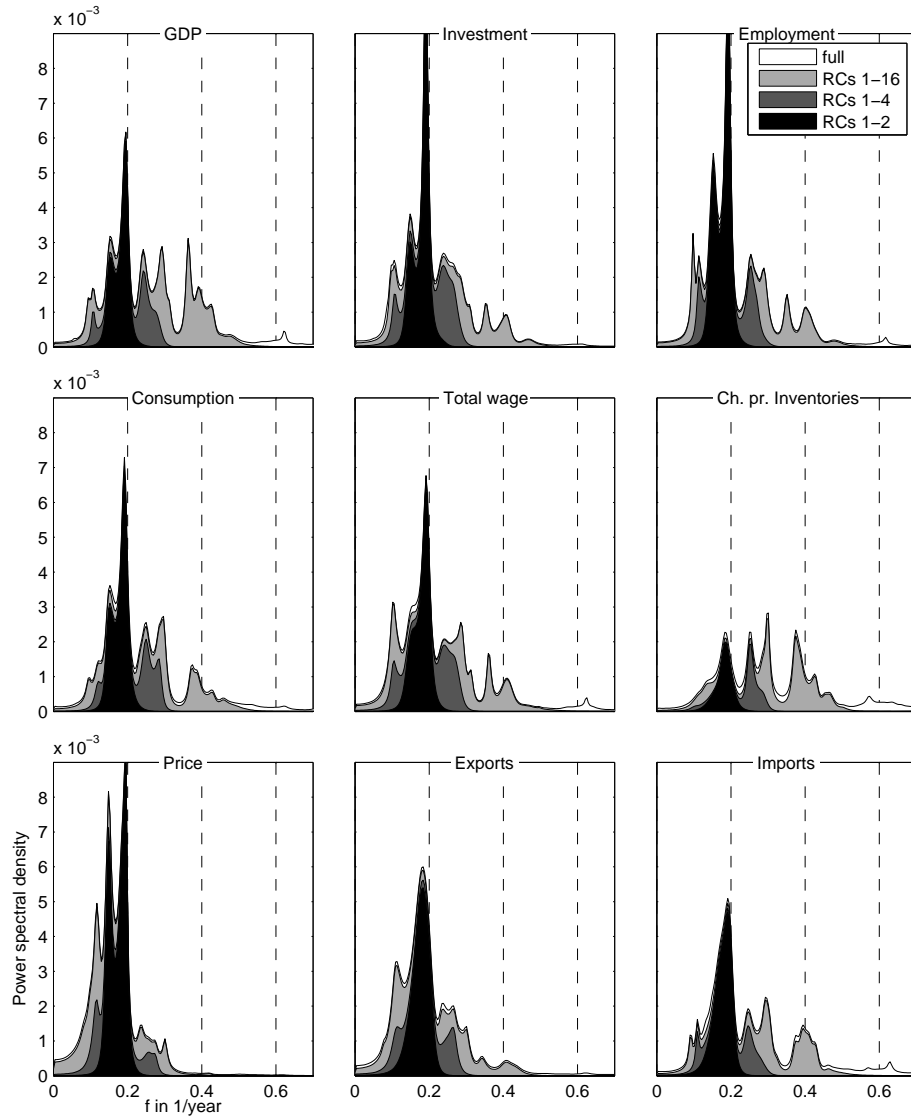 x 10⁻³
GDP
Investment
Employment
8
7
6
5
4
3
2
1
0
full
RCs 1−16
RCs 1−4
RCs 1−2
x 10⁻³
Consumption
Total wage
Ch. pr. Inventories
8
7
6
5
4
3
2
1
0
x 10⁻³
Price
Exports
Imports
8
7
6
5
4
3
2
1
0
Power spectral density
0 0.2 0.4 0.6
0 0.2 0.4 0.6
0 0.2 0.4 0.6
f in 1/year